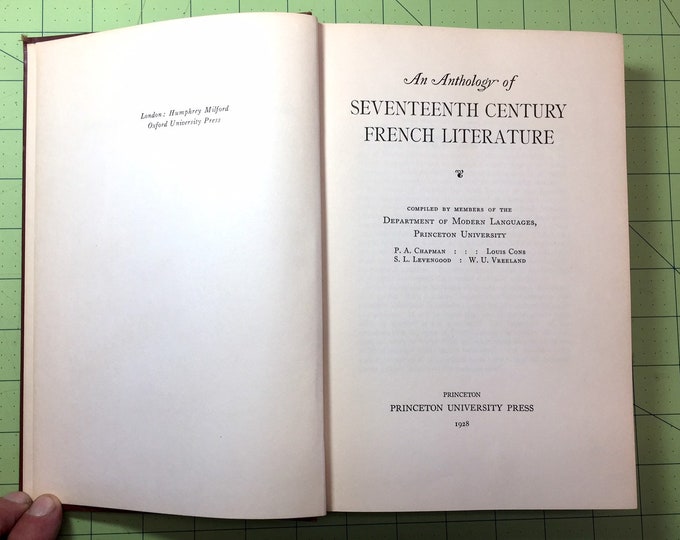 London: Humphrey Milford
Oxford University Press
An Anthology of
SEVENTEENTH CENTURY
FRENCH LITERATURE
COMPILED BY MEMBERS OF THE
DEPARTMENT OF MODERN LANGUAGES,
PRINCETON UNIVERSITY
P. A. CHAPMAN : : : LOUIS CONS
S. L. LEVENGOOD : W. U. VREELAND
PRINCETON
PRINCETON UNIVERSITY PRESS
1928